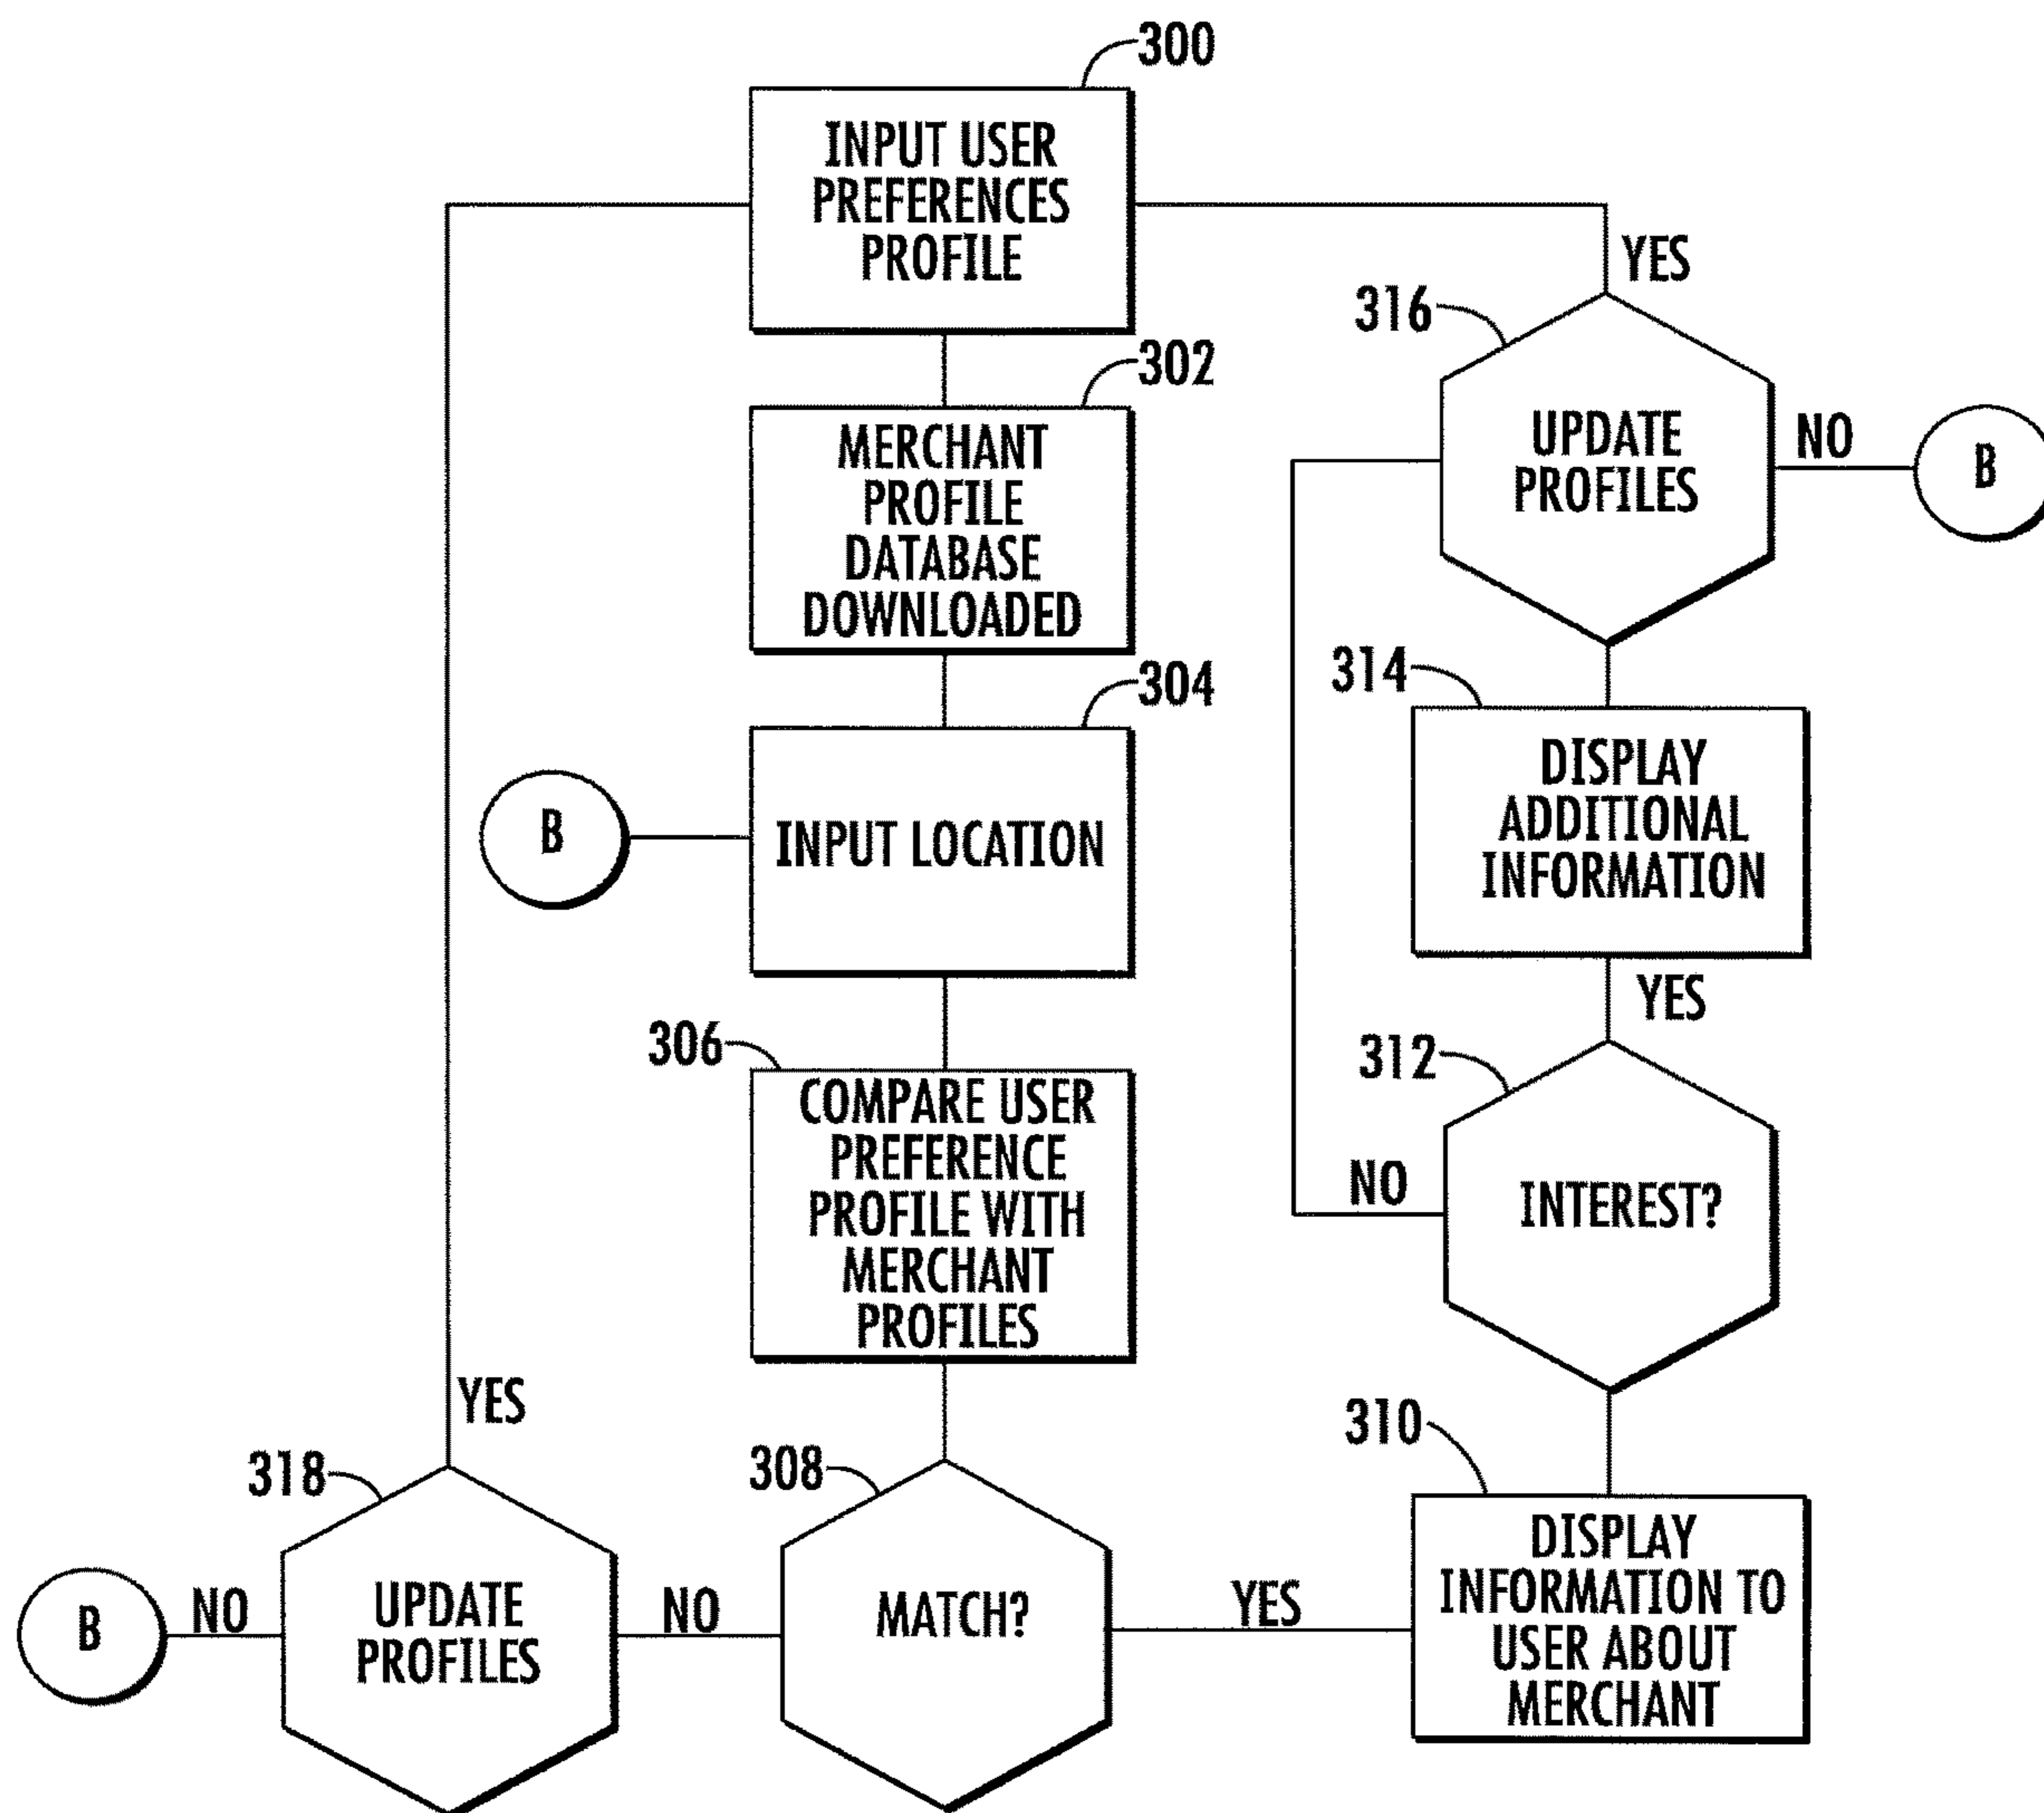 300
INPUT USER
PREFERENCES
PROFILE
YES
316
302
UPDATE
PROFILES
NO
B
MERCHANT
PROFILE
DATABASE
DOWNLOADED
314
304
DISPLAY
ADDITIONAL
INFORMATION
B
INPUT LOCATION
YES
306
312
COMPARE USER
PREFERENCE
PROFILE WITH
MERCHANT
PROFILES
NO
INTEREST?
YES
310
318
308
B
NO
UPDATE
PROFILES
NO
MATCH?
YES
DISPLAY
INFORMATION TO
USER ABOUT
MERCHANT